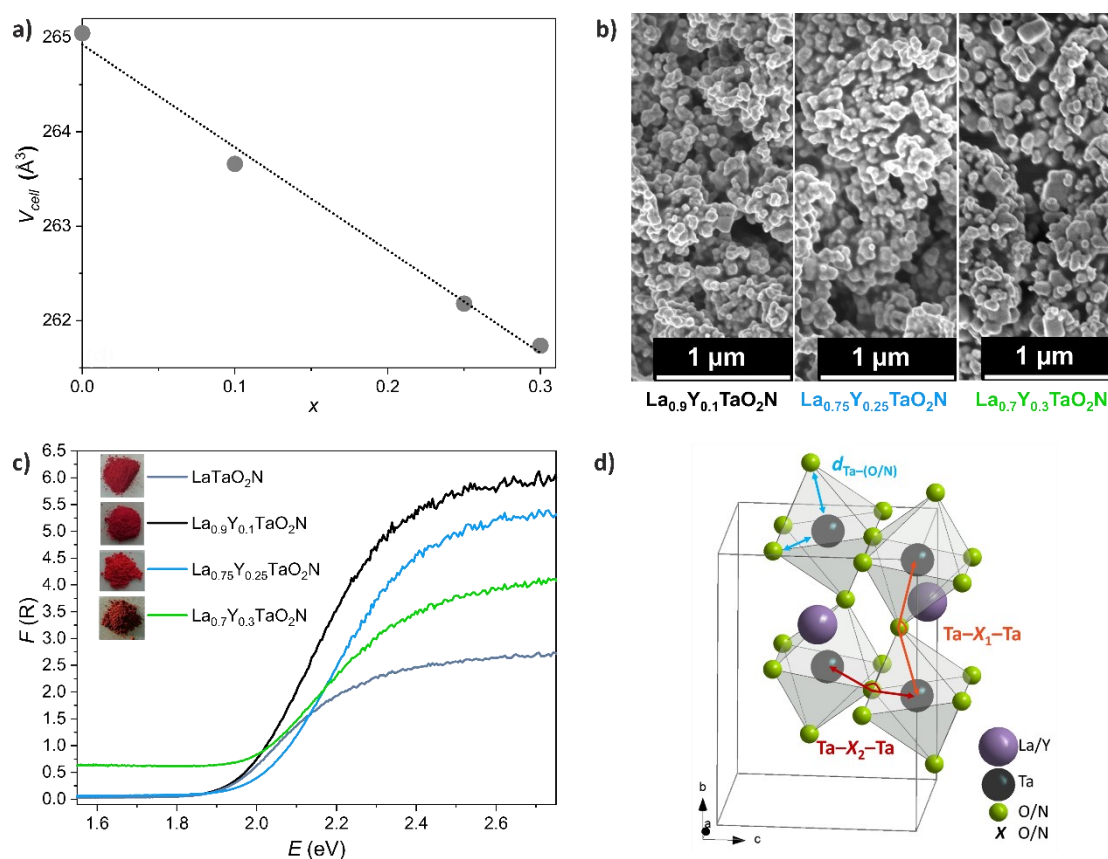 a)
265
264
263
262
V_cell (Å³)
0.0 0.1 0.2 0.3
x
b)
1 µm 1 µm 1 µm
La₀.₉Y₀.₁TaO₂N La₀.₇₅Y₀.₂₅TaO₂N La₀.₇Y₀.₃TaO₂N
c)
6.5
6.0
5.5
5.0
4.5
4.0
3.5
3.0
2.5
2.0
1.5
1.0
0.5
0.0
F (R)
LaTaO₂N
La₀.₉Y₀.₁TaO₂N
La₀.₇₅Y₀.₂₅TaO₂N
La₀.₇Y₀.₃TaO₂N
1.6 1.8 2.0 2.2 2.4 2.6
E (eV)
d)
d_Ta–(O/N)
Ta–X₁–Ta
Ta–X₂–Ta
La/Y
Ta
O/N
X O/N
b
a
c